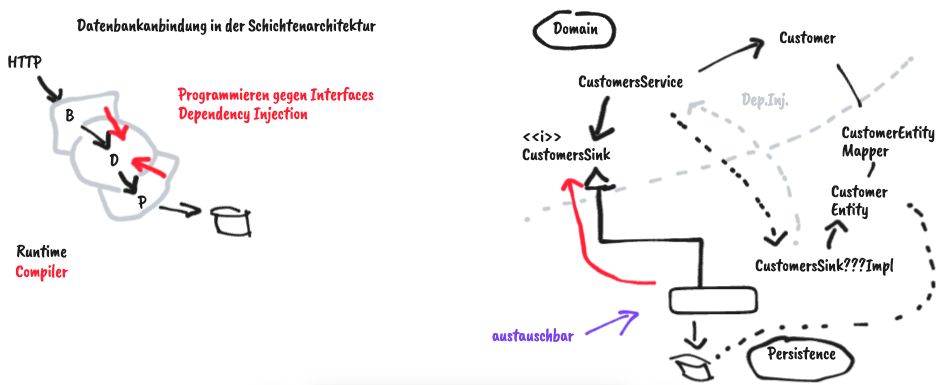 Datenbankanbindung in der Schichtenarchitektur
HTTP
B
D
P
Programmieren gegen Interfaces
Dependency Injection
Runtime
Compiler
Domain
Customer
CustomersService
Dep.Inj.
<<i>>
CustomersSink
CustomerEntity
Mapper
Customer
Entity
CustomersSink???Impl
austauschbar
Persistence